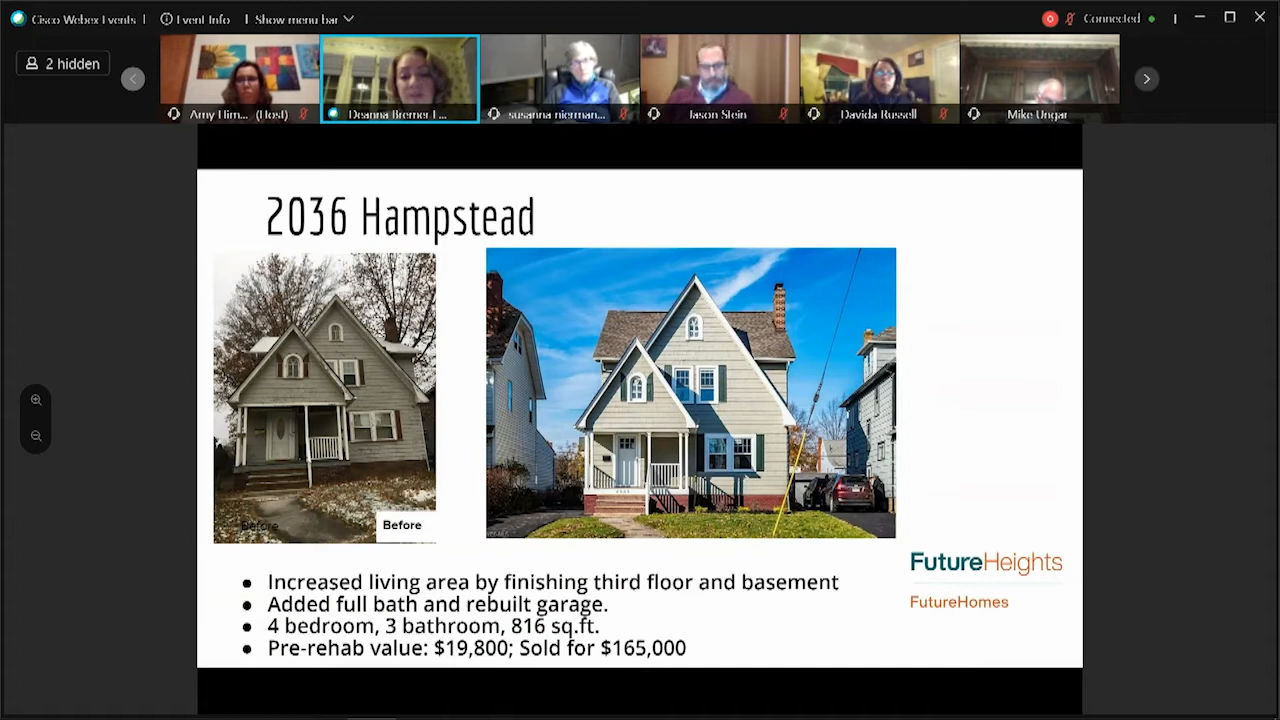 Cisco Webex Events
Event Info
Show menu bar
Connected
2 hidden
(Host)
Deanna Bremer
susanna nierman...
Jason Stein
Davida Russell
Mike Ungar
2036 Hampstead
Before
Before
Increased living area by finishing third floor and basement
Added full bath and rebuilt garage.
4 bedroom, 3 bathroom, 816 sq.ft.
Pre-rehab value: $19,800; Sold for $165,000
FutureHeights
FutureHomes